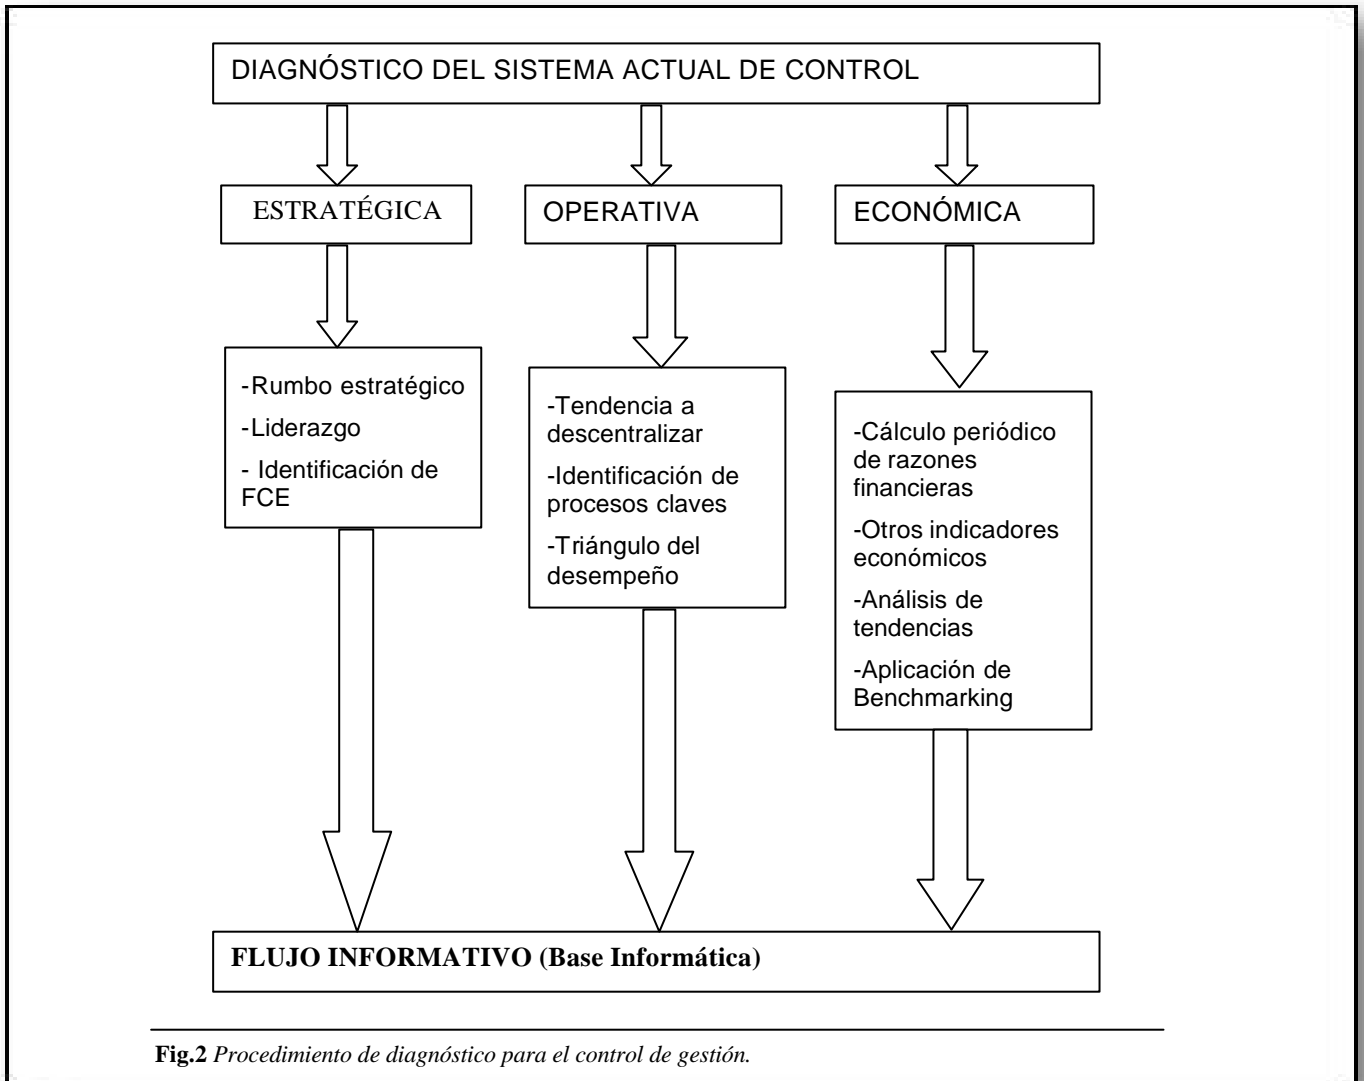 DIAGNÓSTICO DEL SISTEMA ACTUAL DE CONTROL
ESTRATÉGICA
OPERATIVA
ECONÓMICA
-Rumbo estratégico
-Liderazgo
- Identificación de
FCE
-Tendencia a
descentralizar
-Identificación de
procesos claves
-Triángulo del
desempeño
-Cálculo periódico
de razones
financieras
-Otros indicadores
económicos
-Análisis de
tendencias
-Aplicación de
Benchmarking
FLUJO INFORMATIVO (Base Informática)
Fig.2 Procedimiento de diagnóstico para el control de gestión.